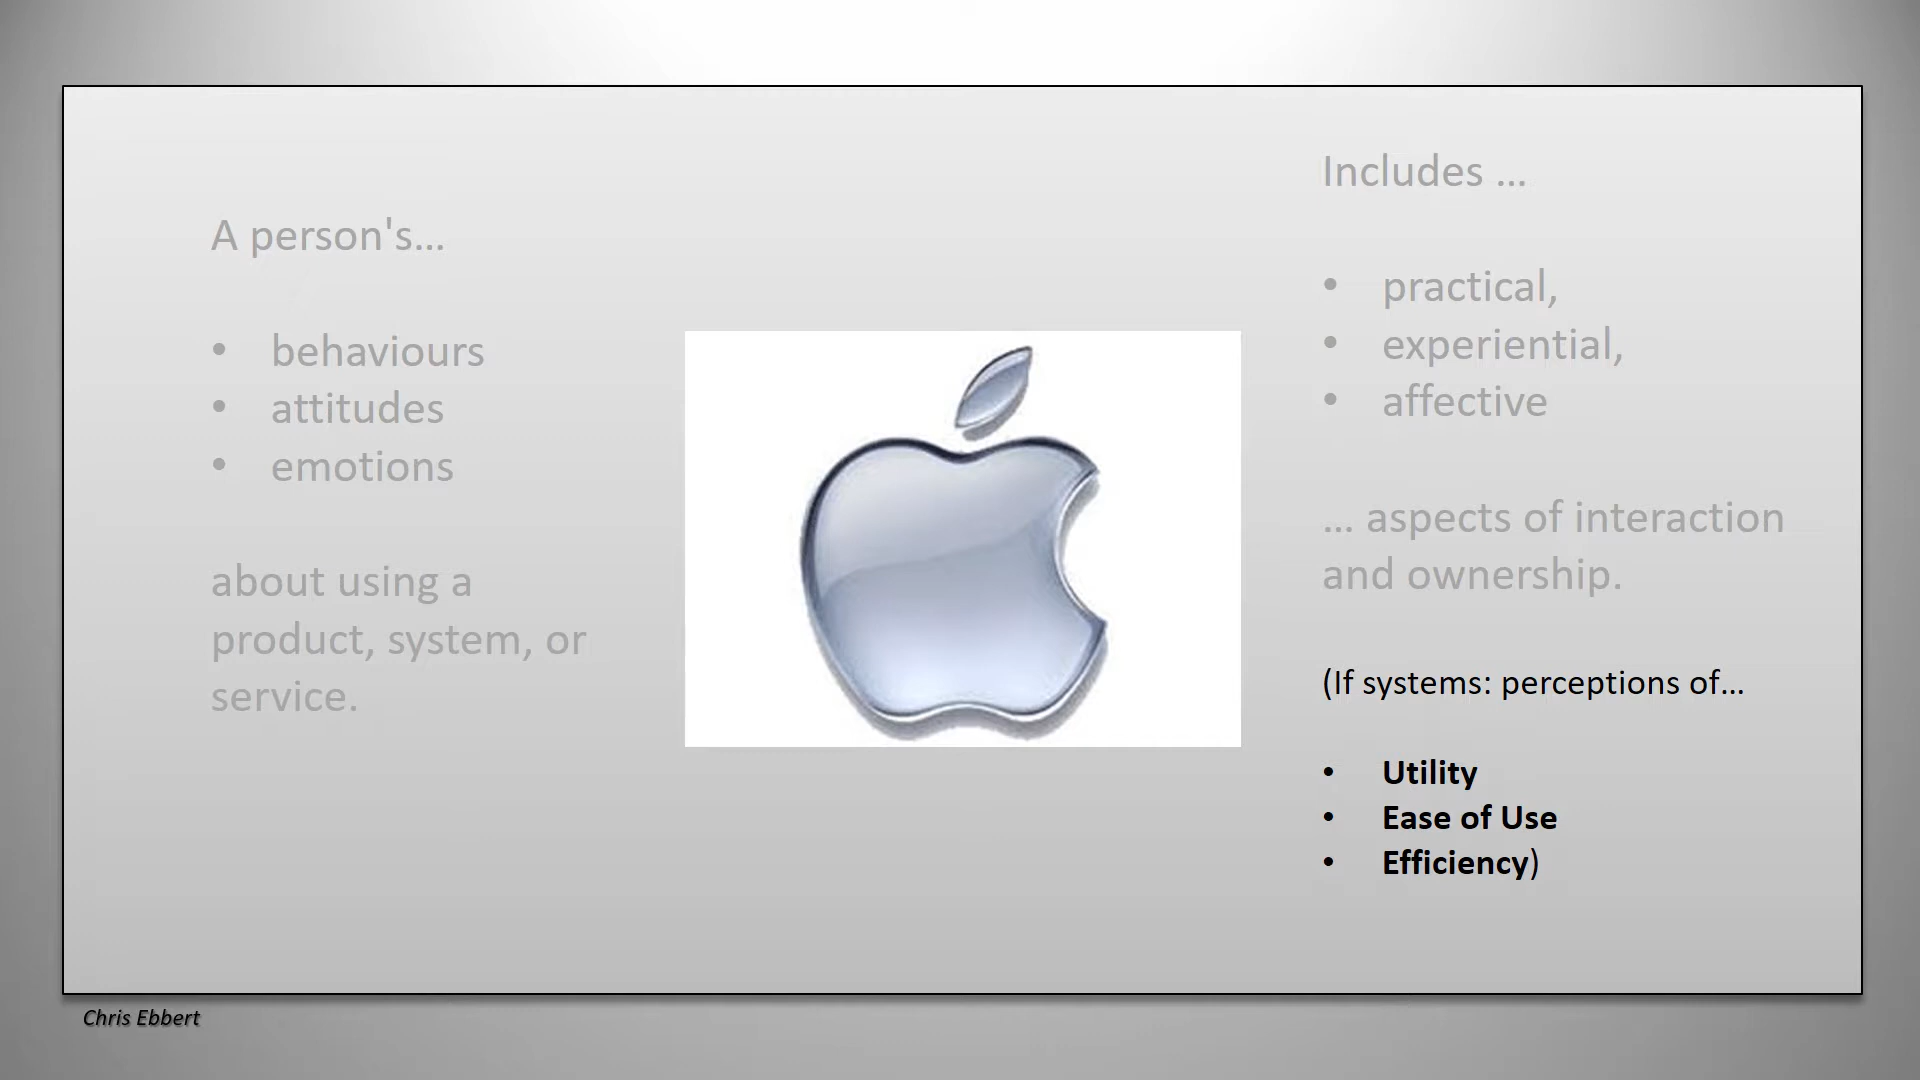 A person's...
• behaviours
• attitudes
• emotions
about using a
product, system, or
service.
Includes ...
• practical,
• experiential,
• affective
... aspects of interaction
and ownership.
(If systems: perceptions of...
• Utility
• Ease of Use
• Efficiency)
Chris Ebbert